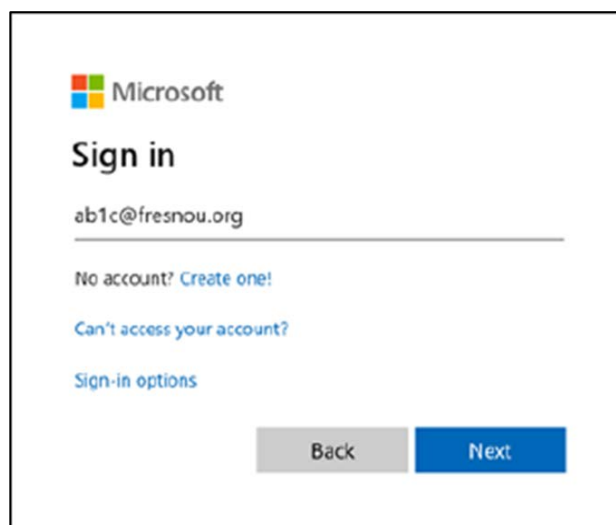 Microsoft
Sign in
ab1c@fresnou.org
No account? Create one!
Can't access your account?
Sign-in options
Back Next